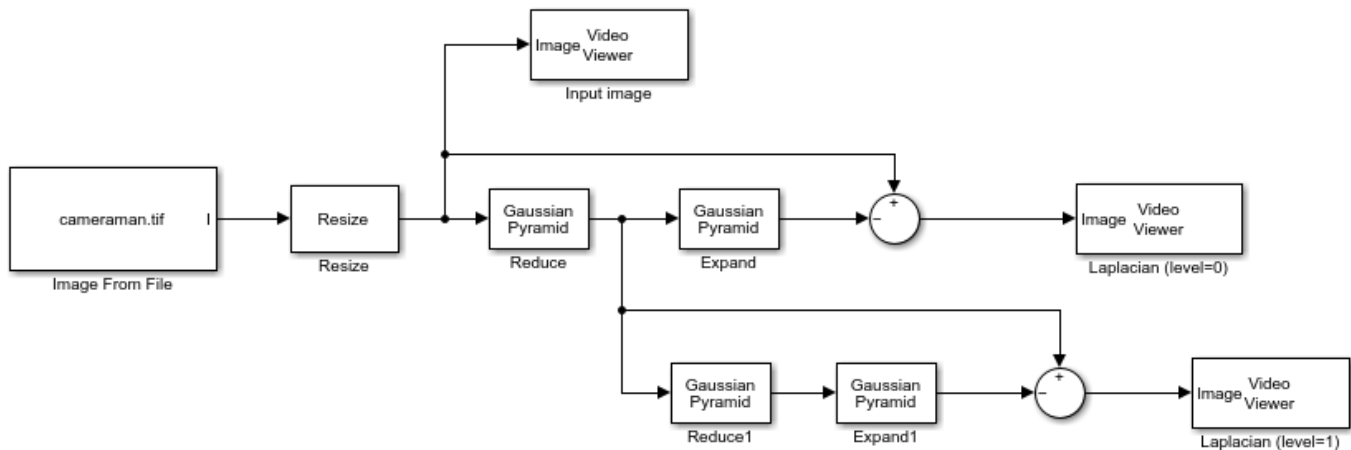 Image
Video
Viewer
Input image
cameraman.tif
I
Image From File
Resize
Resize
Gaussian
Pyramid
Reduce
Gaussian
Pyramid
Expand
+
−
Image
Video
Viewer
Laplacian (level=0)
Gaussian
Pyramid
Reduce1
Gaussian
Pyramid
Expand1
+
−
Image
Video
Viewer
Laplacian (level=1)